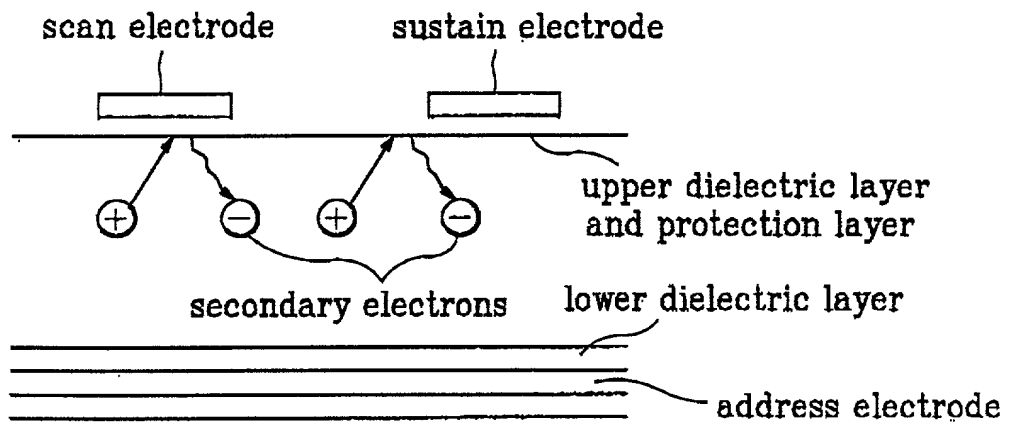 scan electrode
sustain electrode
+
−
+
−
upper dielectric layer
and protection layer
secondary electrons
lower dielectric layer
address electrode